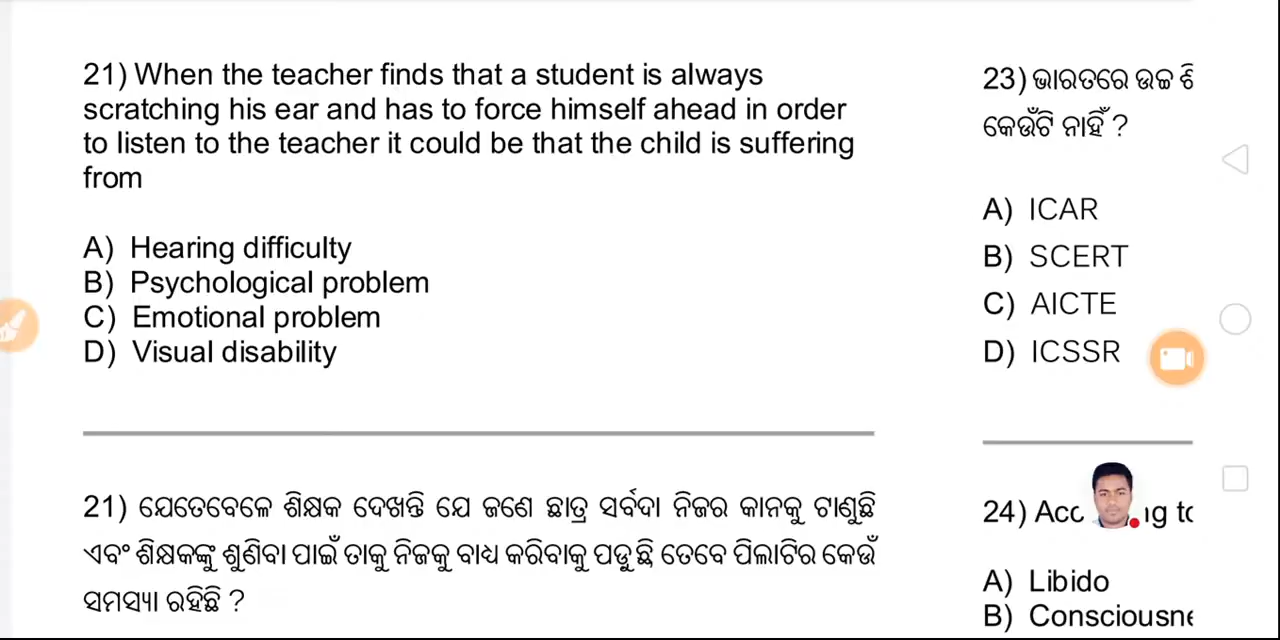 21) When the teacher finds that a student is always
scratching his ear and has to force himself ahead in order
to listen to the teacher it could be that the child is suffering
from
A) Hearing difficulty
B) Psychological problem
C) Emotional problem
D) Visual disability
21) ଯେତେବେଳେ ଶିକ୍ଷକ ଦେଖନ୍ତି ଯେ ଜଣେ ଛାତ୍ର ସର୍ବଦା ନିଜର କାନକୁ ଟାଣୁଛି
ଏବଂ ଶିକ୍ଷକଙ୍କୁ ଶୁଣିବା ପାଇଁ ତାକୁ ନିଜକୁ ବାଧ୍ୟ କରିବାକୁ ପଡୁଛି ତେବେ ପିଲାଟିର କେଉଁ
ସମସ୍ୟା ରହିଛି ?
23) ଭାରତରେ ଉଚ୍ଚ
କେଉଁଟି ନାହିଁ ?
A) ICAR
B) SCERT
C) AICTE
D) ICSSR
24)
A) Libido